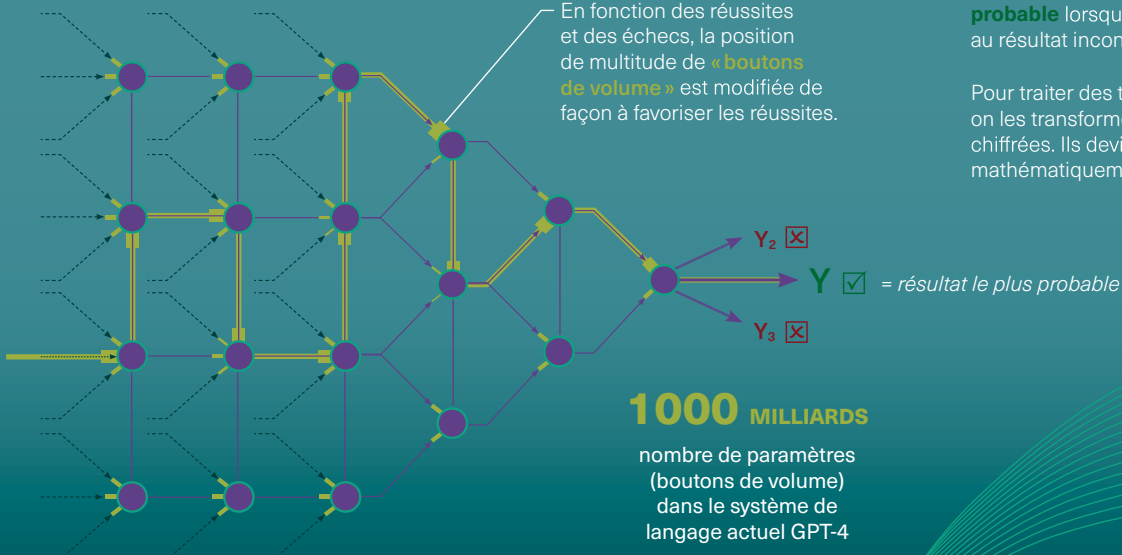 En fonction des réussites
et des échecs, la position
de multitude de «boutons
de volume» est modifiée de
façon à favoriser les réussites.
probable lorsqu
au résultat incon
Pour traiter des t
on les transform
chiffrées. Ils devi
mathématiquem
Y₂
Y = résultat le plus probable
Y₃
1000 MILLIARDS
nombre de paramètres
(boutons de volume)
dans le système de
langage actuel GPT-4